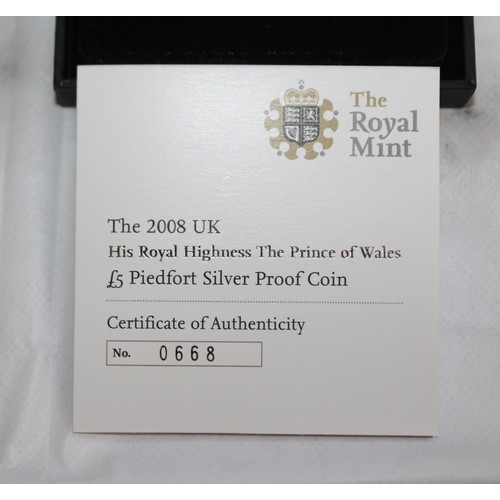 The
Royal
Mint
The 2008 UK
His Royal Highness The Prince of Wales
£5 Piedfort Silver Proof Coin
Certificate of Authenticity
No. 0668